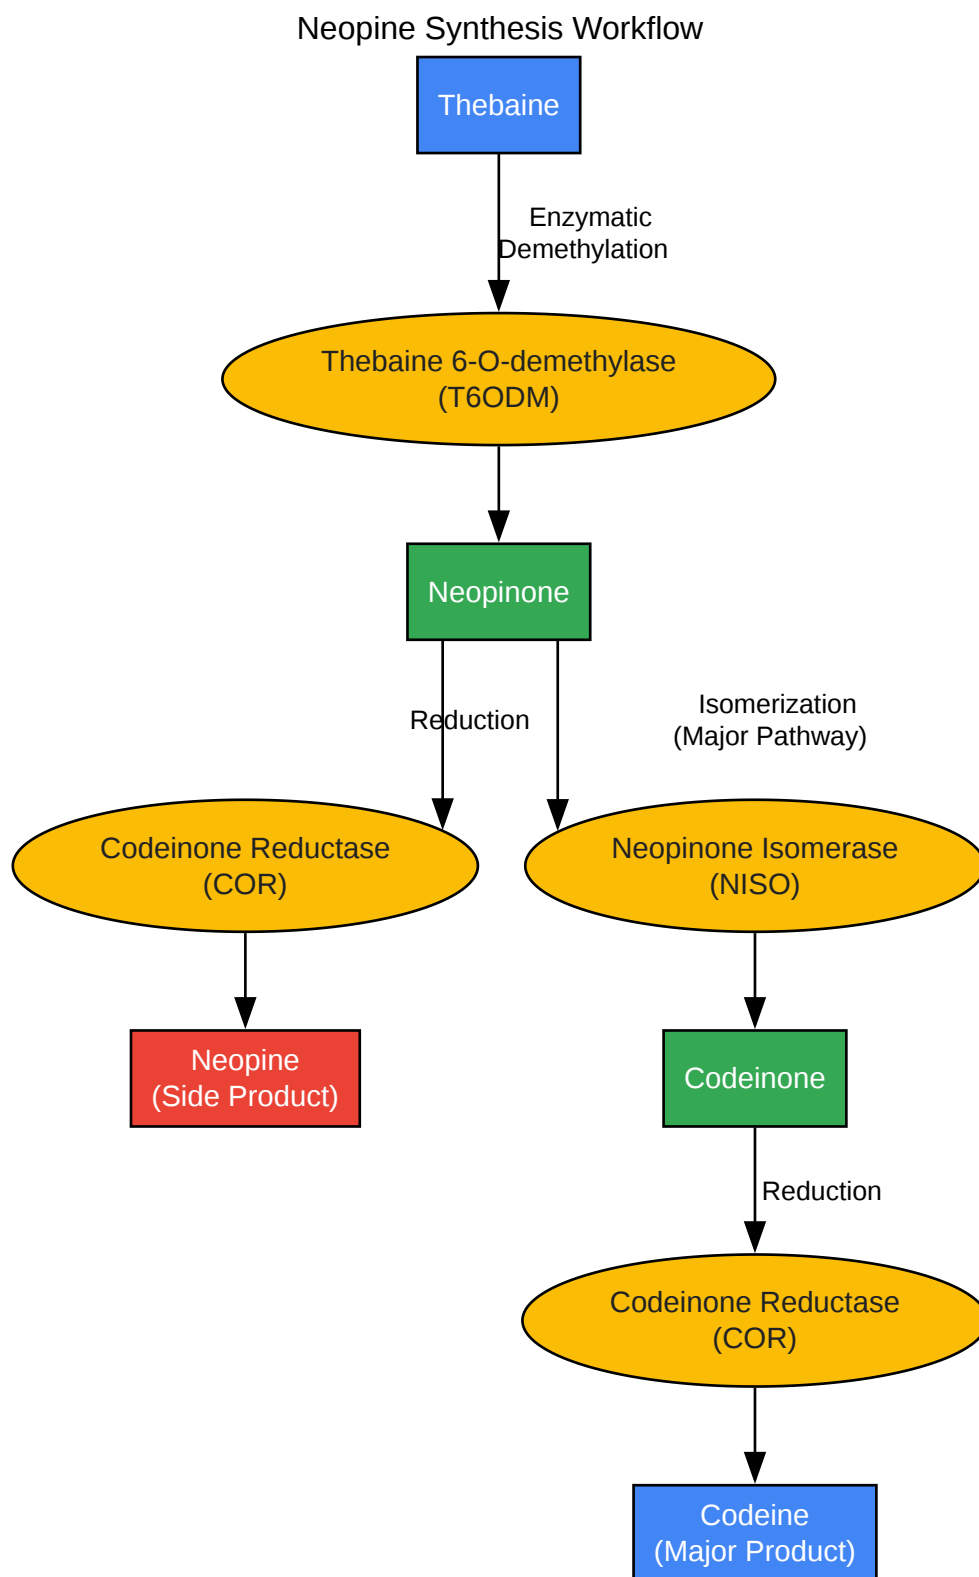 Neopine Synthesis Workflow
Thebaine
Enzymatic
Demethylation
Thebaine 6-O-demethylase
(T6ODM)
Neopinone
Reduction
Isomerization
(Major Pathway)
Codeinone Reductase
(COR)
Neopinone Isomerase
(NISO)
Neopine
(Side Product)
Codeinone
Reduction
Codeinone Reductase
(COR)
Codeine
(Major Product)